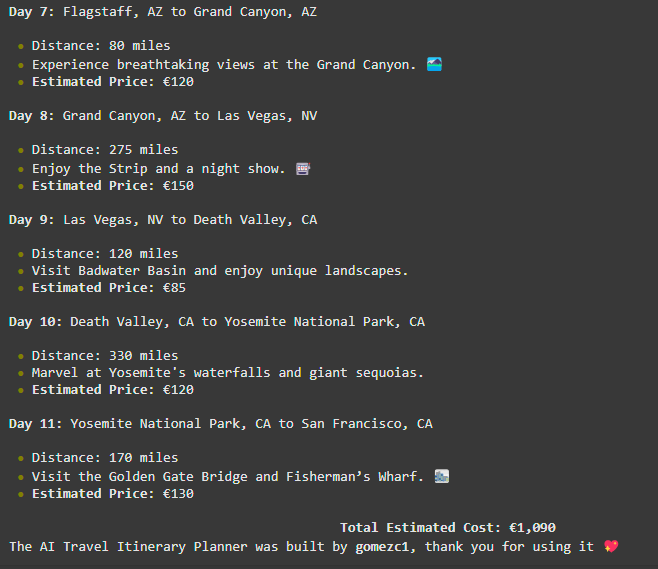 Day 7: Flagstaff, AZ to Grand Canyon, AZ
• Distance: 80 miles
• Experience breathtaking views at the Grand Canyon. 🏞️
• Estimated Price: €120
Day 8: Grand Canyon, AZ to Las Vegas, NV
• Distance: 275 miles
• Enjoy the Strip and a night show. 🎰
• Estimated Price: €150
Day 9: Las Vegas, NV to Death Valley, CA
• Distance: 120 miles
• Visit Badwater Basin and enjoy unique landscapes.
• Estimated Price: €85
Day 10: Death Valley, CA to Yosemite National Park, CA
• Distance: 330 miles
• Marvel at Yosemite's waterfalls and giant sequoias.
• Estimated Price: €120
Day 11: Yosemite National Park, CA to San Francisco, CA
• Distance: 170 miles
• Visit the Golden Gate Bridge and Fisherman’s Wharf. 🌁
• Estimated Price: €130
Total Estimated Cost: €1,090
The AI Travel Itinerary Planner was built by gomezc1, thank you for using it 💖